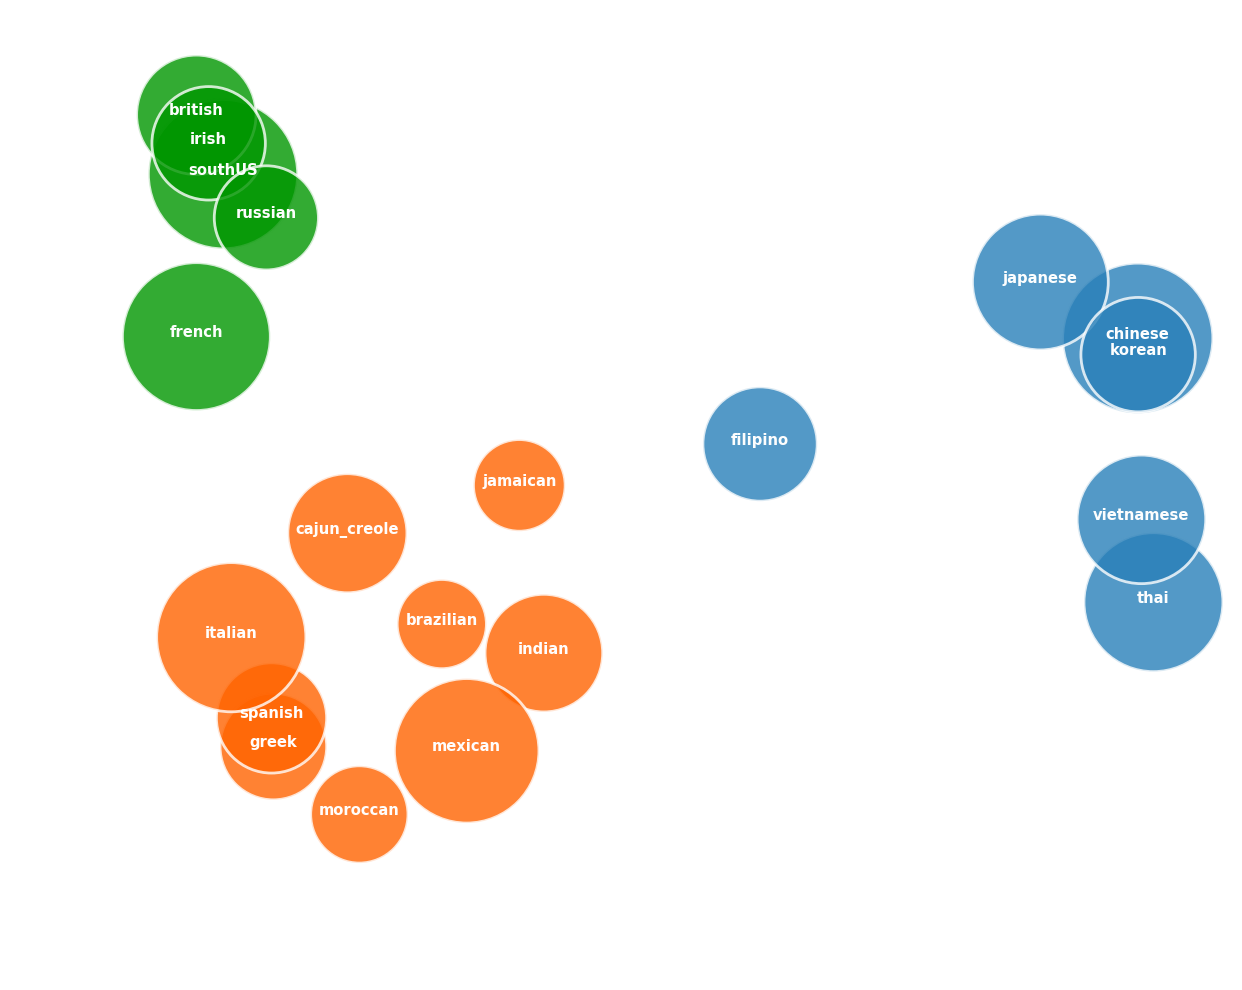 british
irish
southUS
russian
french
japanese
chinese
korean
filipino
vietnamese
thai
jamaican
cajun_creole
brazilian
italian
indian
spanish
greek
mexican
moroccan